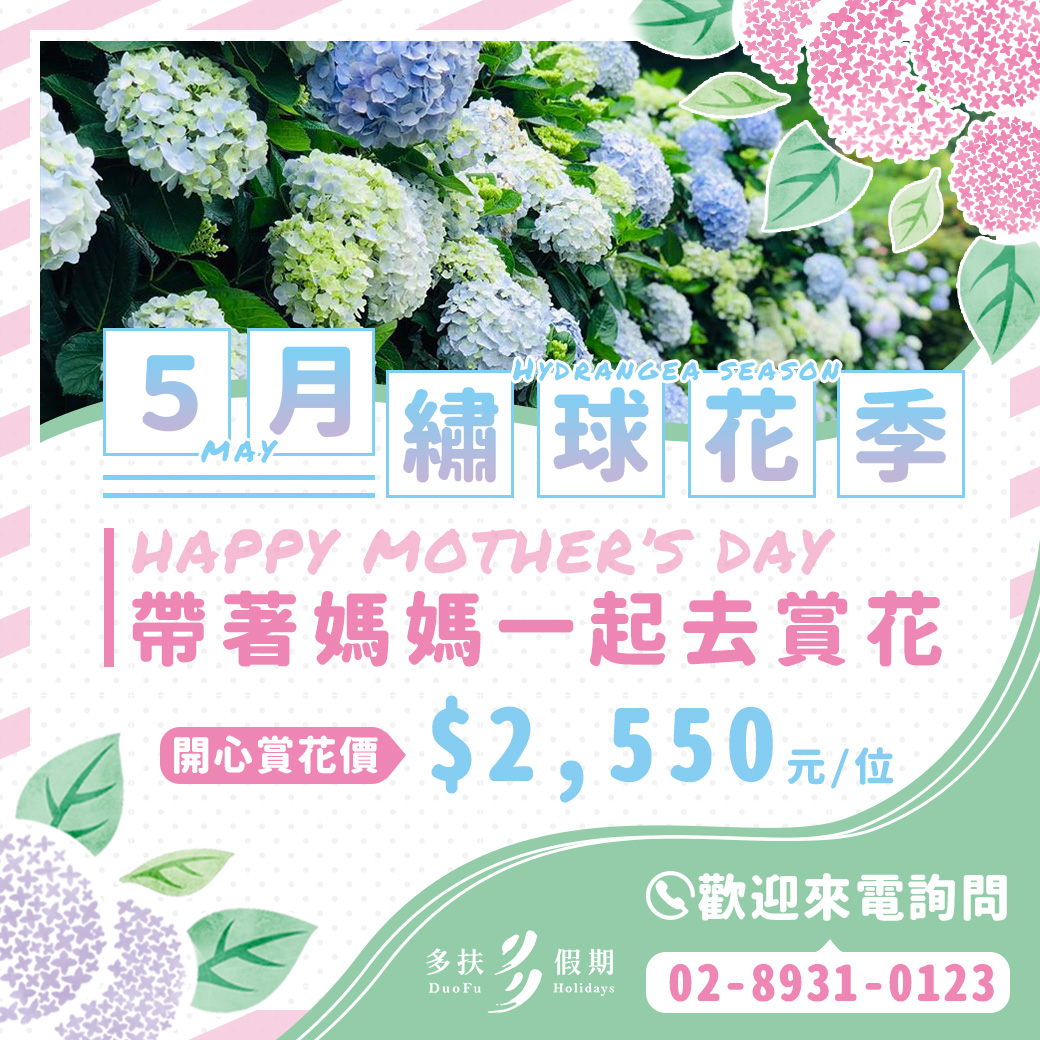 5月
MAY
HYDRANGEA SEASON
繡球花季
HAPPY MOTHER'S DAY
帶著媽媽一起去賞花
開心賞花價 $2,550元/位
歡迎來電詢問
多扶 假期
DuoFu Holidays
02-8931-0123